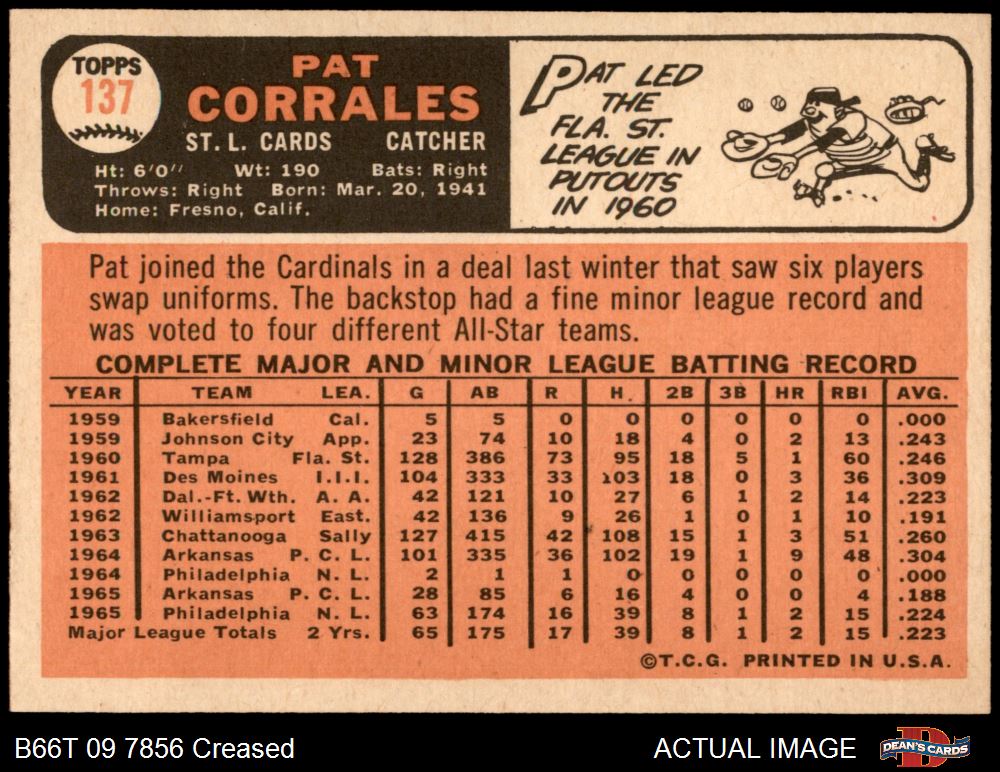 TOPPS
137
PAT
CORRALES
ST. L. CARDS CATCHER
Ht: 6'0" Wt: 190 Bats: Right
Throws: Right Born: Mar. 20, 1941
Home: Fresno, Calif.
PAT LED
THE
FLA. ST.
LEAGUE IN
PUTOUTS
IN 1960
Pat joined the Cardinals in a deal last winter that saw six players
swap uniforms. The backstop had a fine minor league record and
was voted to four different All-Star teams.
COMPLETE MAJOR AND MINOR LEAGUE BATTING RECORD
YEAR TEAM LEA. G AB R H. 2B 3B HR RBI AVG.
1959 Bakersfield Cal. 5 5 0 0 0 0 0 0 .000
1959 Johnson City App. 23 74 10 18 4 0 2 13 .243
1960 Tampa Fla. St. 128 386 73 95 18 5 1 60 .246
1961 Des Moines I.I.I. 104 333 33 103 18 0 3 36 .309
1962 Dal.-Ft. Wth. A. A. 42 121 10 27 6 1 2 14 .223
1962 Williamsport East. 42 136 9 26 1 0 1 10 .191
1963 Chattanooga Sally 127 415 42 108 15 1 3 51 .260
1964 Arkansas P. C. L. 101 335 36 102 19 1 9 48 .304
1964 Philadelphia N. L. 2 1 1 0 0 0 0 0 .000
1965 Arkansas P. C. L. 28 85 6 16 4 0 0 4 .188
1965 Philadelphia N. L. 63 174 16 39 8 1 2 15 .224
Major League Totals 2 Yrs. 65 175 17 39 8 1 2 15 .223
©T.C.G. PRINTED IN U.S.A.
B66T 09 7856 Creased
ACTUAL IMAGE
D
DEAN'S CARDS